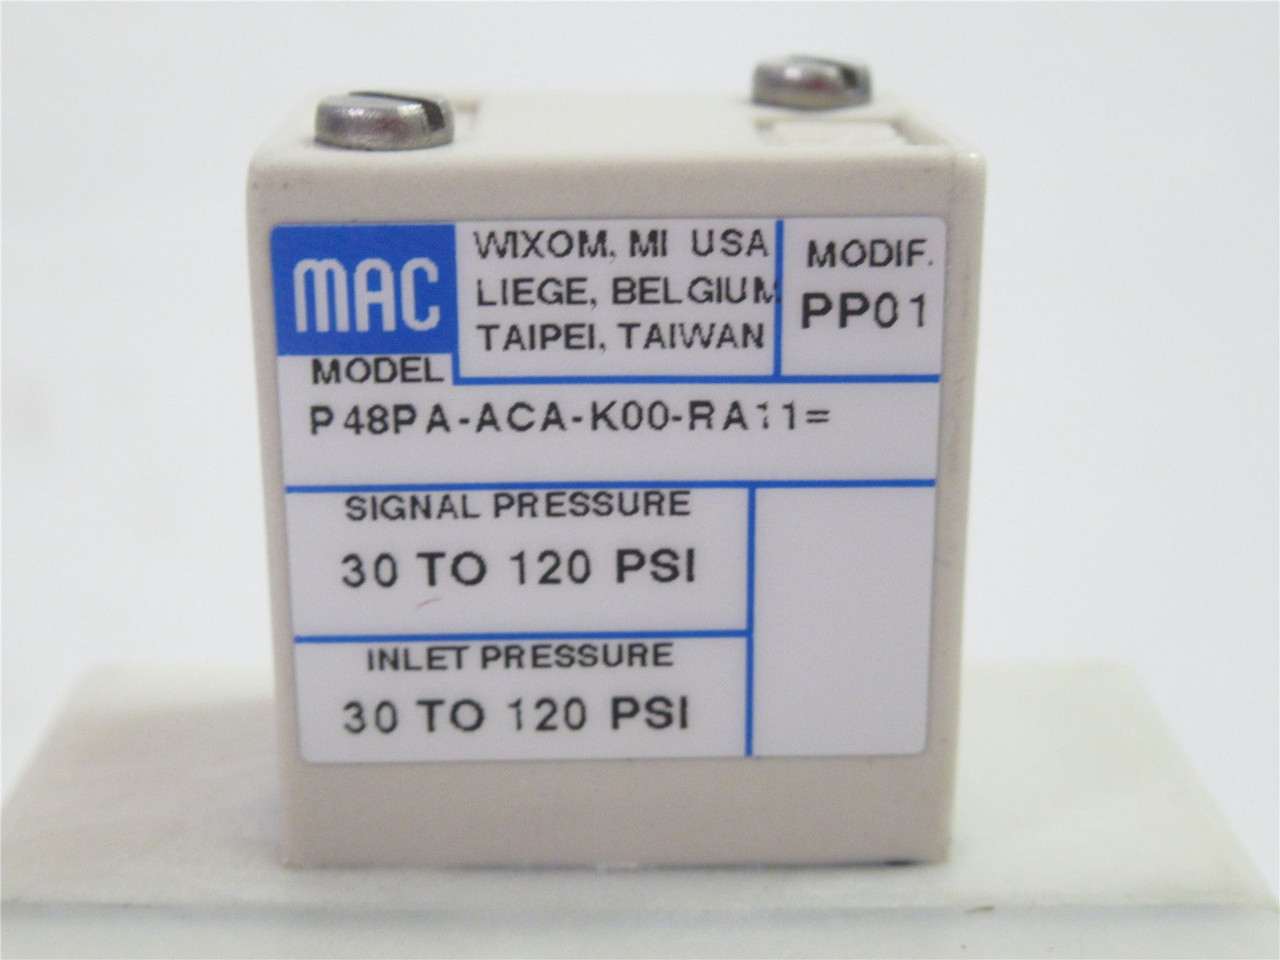 MAC
WIXOM, MI USA
LIEGE, BELGIUM
TAIPEI, TAIWAN
MODIF.
PP01
MODEL
P48PA-ACA-K00-RA11=
SIGNAL PRESSURE
30 TO 120 PSI
INLET PRESSURE
30 TO 120 PSI